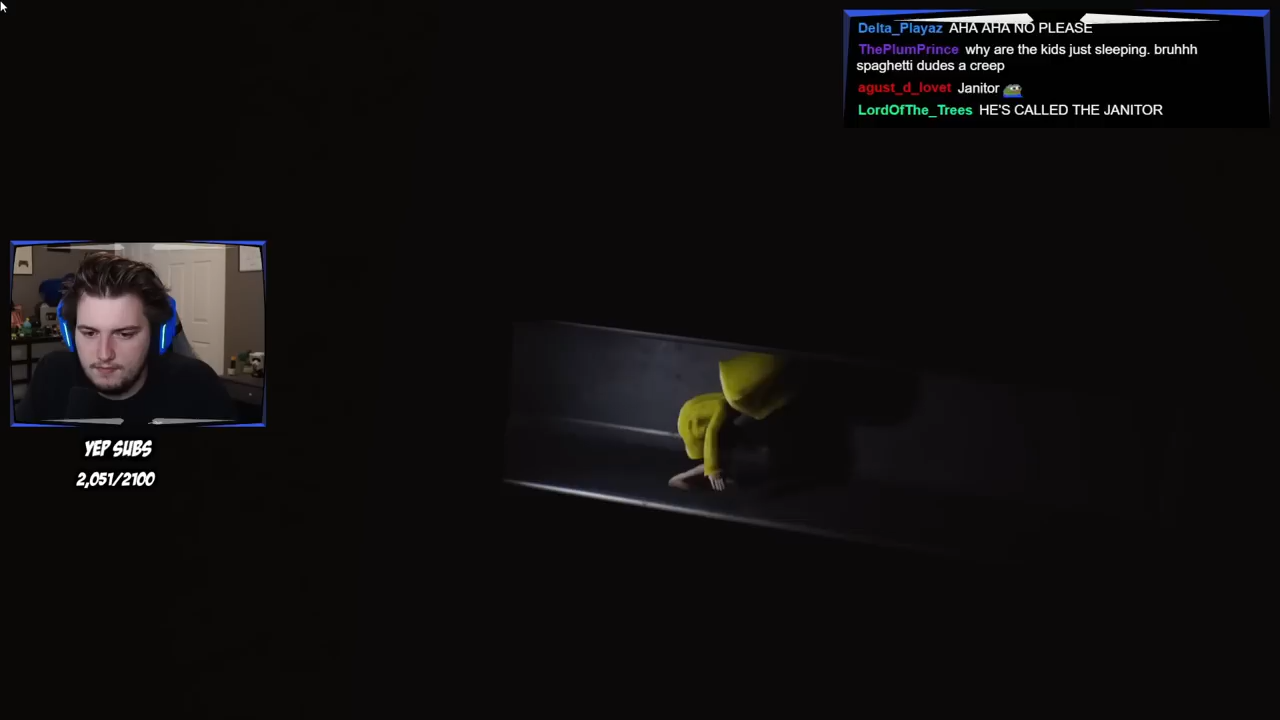 Delta_Playaz AHA AHA NO PLEASE
ThePlumPrince why are the kids just sleeping. bruhhh
spaghetti dudes a creep
agust_d_lovet Janitor
LordOfThe_Trees HE'S CALLED THE JANITOR
YEP SUBS
2,051/2100